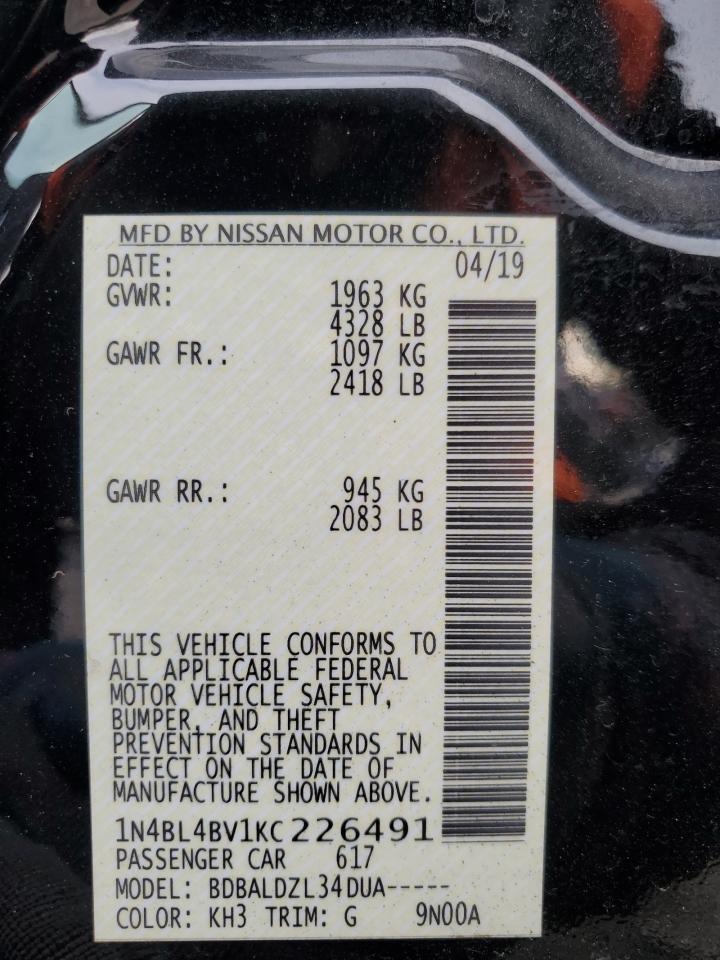 MFD BY NISSAN MOTOR CO., LTD.
DATE: 04/19
GVWR: 1963 KG
4328 LB
GAWR FR.: 1097 KG
2418 LB
GAWR RR.: 945 KG
2083 LB
THIS VEHICLE CONFORMS TO
ALL APPLICABLE FEDERAL
MOTOR VEHICLE SAFETY,
BUMPER, AND THEFT
PREVENTION STANDARDS IN
EFFECT ON THE DATE OF
MANUFACTURE SHOWN ABOVE.
1N4BL4BV1KC226491
PASSENGER CAR 617
MODEL: BDBALDZL34DUA-----
COLOR: KH3 TRIM: G 9N00A